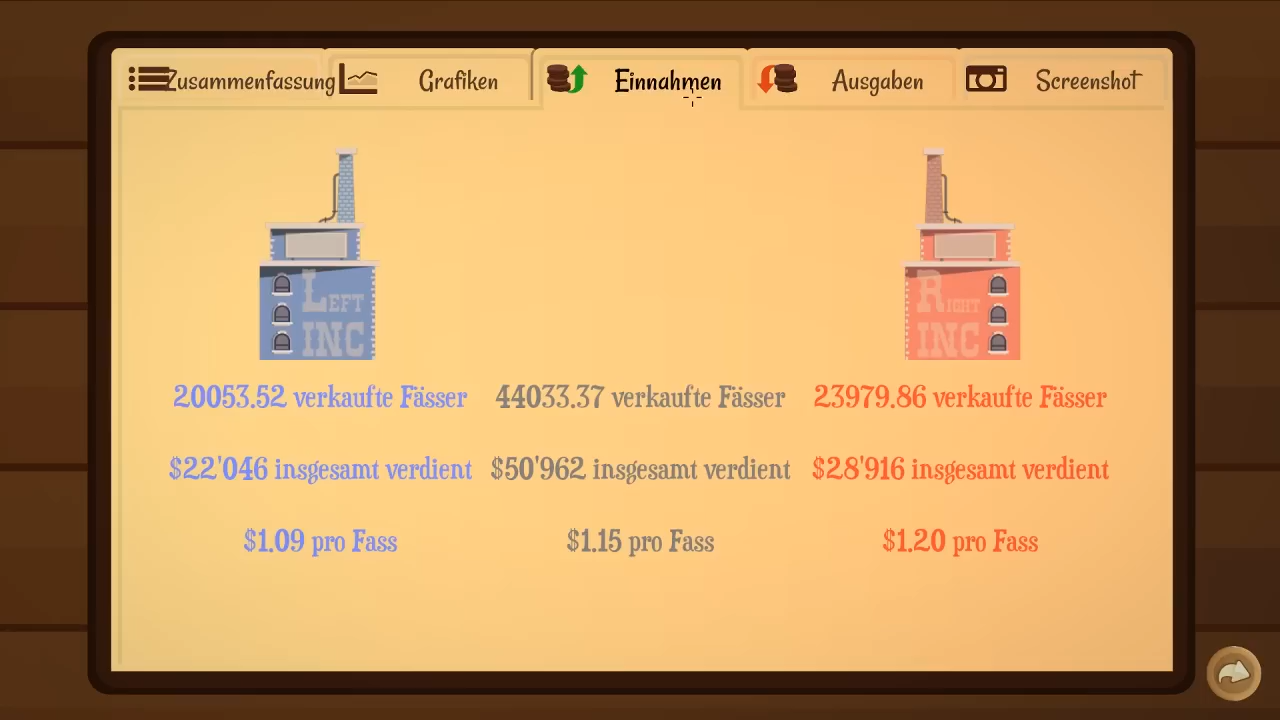 Zusammenfassung Grafiken Einnahmen Ausgaben Screenshot
LEFT INC
RIGHT INC
20053.52 verkaufte Fässer 44033.37 verkaufte Fässer 23979.86 verkaufte Fässer
$22'046 insgesamt verdient $50'962 insgesamt verdient $28'916 insgesamt verdient
$1.09 pro Fass $1.15 pro Fass $1.20 pro Fass